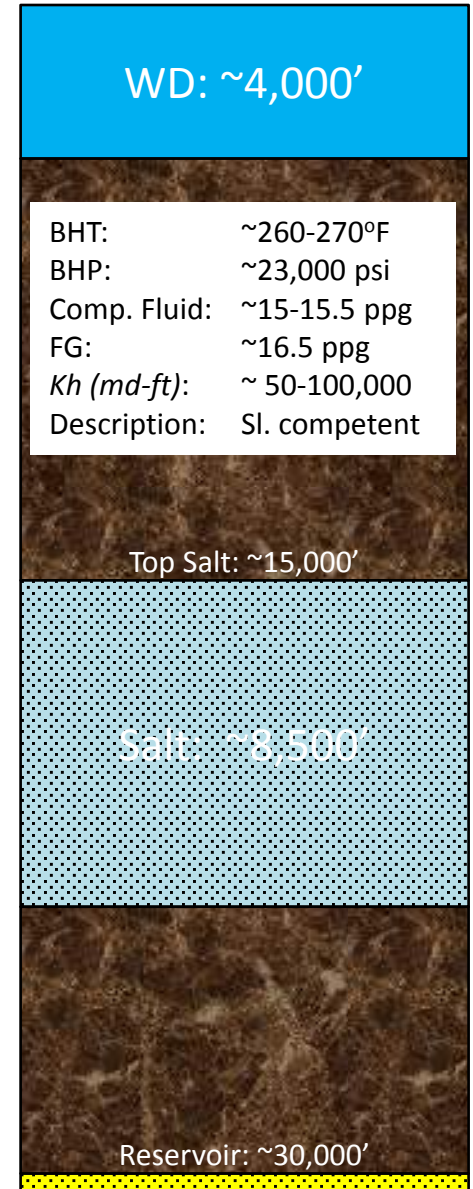 WD: ~4,000’
BHT: ~260-270°F
BHP: ~23,000 psi
Comp. Fluid: ~15-15.5 ppg
FG: ~16.5 ppg
Kh (md-ft): ~ 50-100,000
Description: Sl. competent
Top Salt: ~15,000’
Salt: ~8,500’
Reservoir: ~30,000’